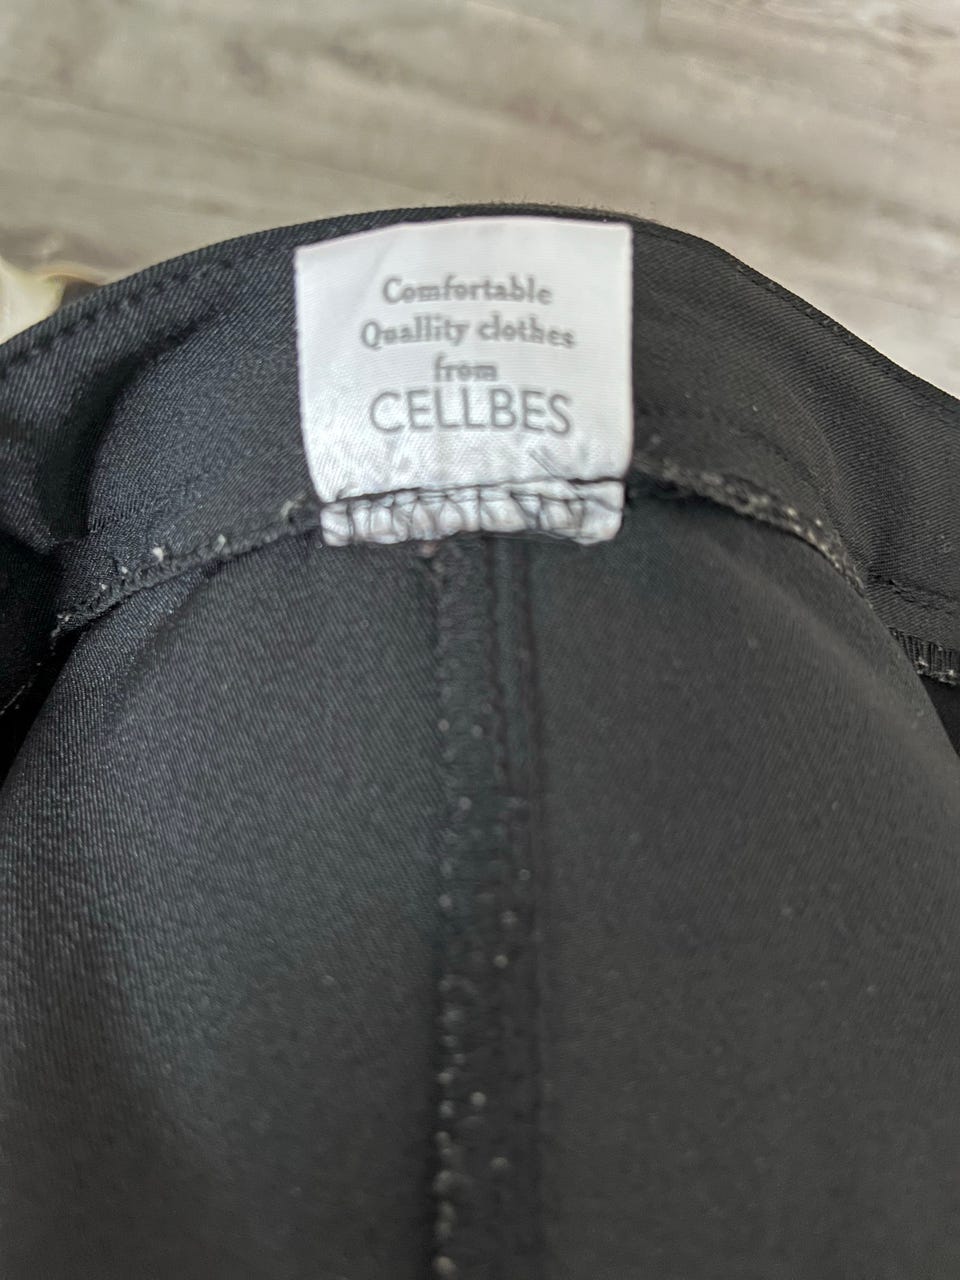 Comfortable
Quallity clothes
from
CELLBES